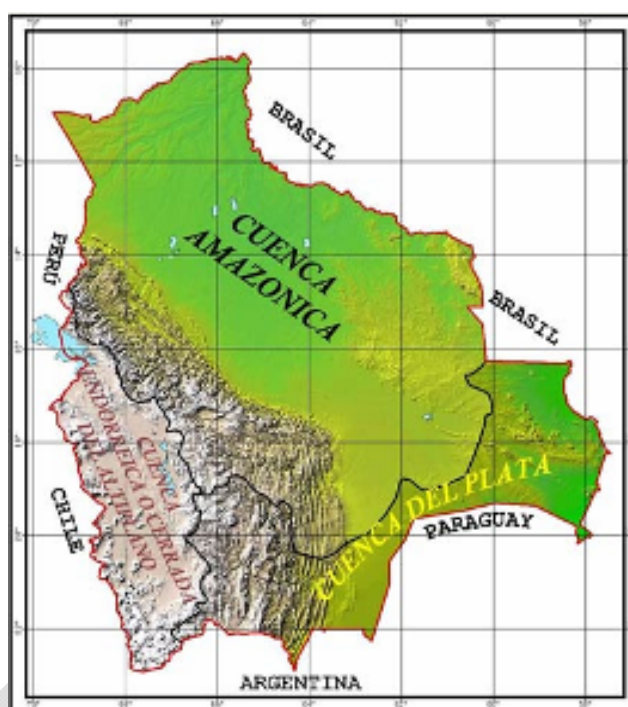 BRASIL
CUENCA
AMAZONICA
PERÚ
BRASIL
CUENCA
ENDORREICA O CERRADA
DEL ALTIPLANO
CUENCA DEL PLATA
CHILE
PARAGUAY
ARGENTINA